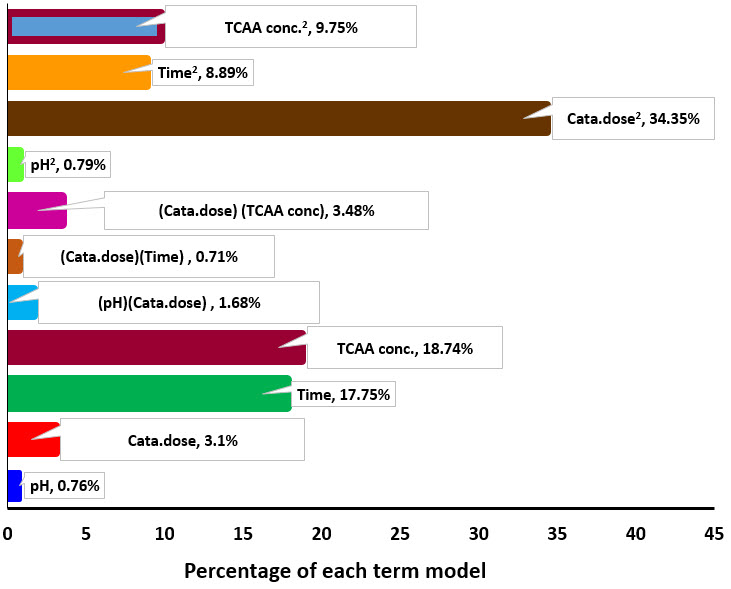 TCAA conc.², 9.75%
Time², 8.89%
Cata.dose², 34.35%
pH², 0.79%
(Cata.dose) (TCAA conc), 3.48%
(Cata.dose)(Time) , 0.71%
(pH)(Cata.dose) , 1.68%
TCAA conc., 18.74%
Time, 17.75%
Cata.dose, 3.1%
pH, 0.76%
0 5 10 15 20 25 30 35 40 45
Percentage of each term model